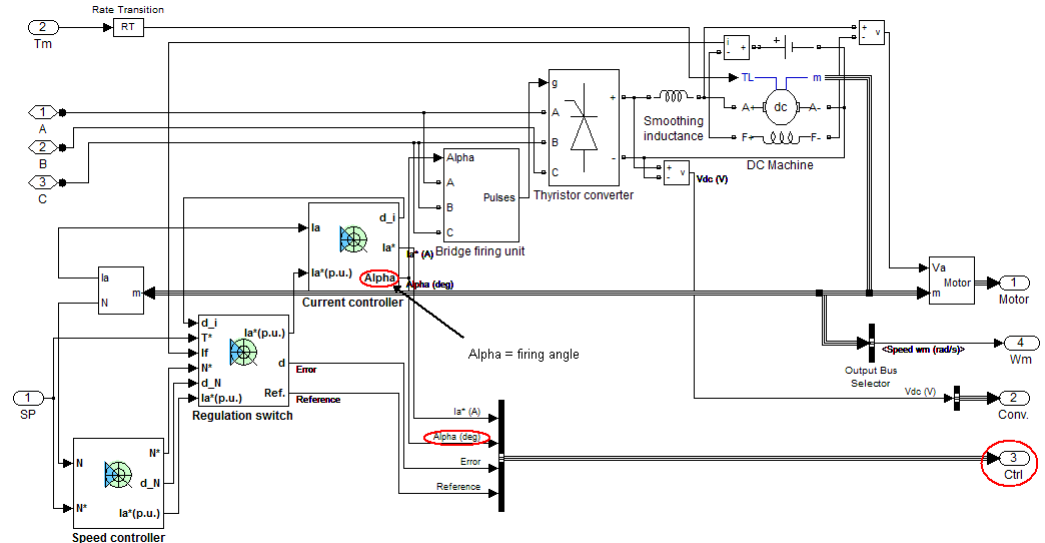 Rate Transition
2
RT
Tm
+
-
v
i
+
-
+
TL
m
A+
dc
A-
F+
F-
DC Machine
Smoothing
inductance
g
A
B
C
+
-
Thyristor converter
+
-
v
Vdc (V)
1
A
2
B
3
C
Alpha
A
B
C
Pulses
Bridge firing unit
Ia
Ia*(p.u.)
d_i
Ia*
Alpha
Ia* (A)
Alpha (deg)
Current controller
Ia
N
m
Va
m
Motor
1
Motor
Alpha = firing angle
d_i
T*
If
N*
d_N
Ia*(p.u.)
Ia*(p.u.)
d
Ref.
Error
Reference
Regulation switch
<Speed wm (rad/s)>
4
Wm
Output Bus
Selector
1
SP
Vdc (V)
2
Conv.
Ia* (A)
Alpha (deg)
Error
Reference
3
Ctrl
N
N*
N*
d_N
Ia*(p.u.)
Speed controller